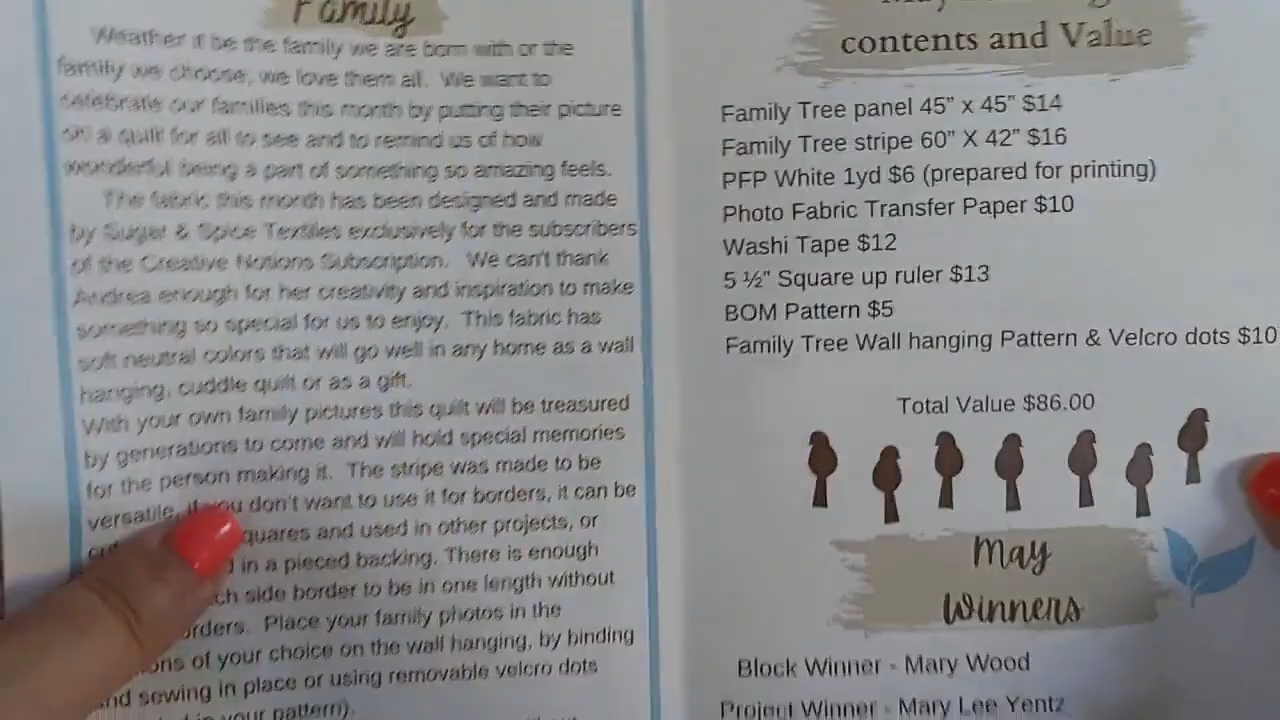 Family
Weather it be the family we are born with or the
family we choose, we love them all. We want to
celebrate our families this month by putting their picture
on a quilt for all to see and to remind us of how
wonderful being a part of something so amazing feels.
The fabric this month has been designed and made
by Sugar & Spice Textiles exclusively for the subscribers
of the Creative Notions Subscription. We can't thank
Andrea enough for her creativity and inspiration to make
something so special for us to enjoy. This fabric has
soft neutral colors that will go well in any home as a wall
hanging, cuddle quilt or as a gift.
With your own family pictures this quilt will be treasured
by generations to come and will hold special memories
for the person making it. The stripe was made to be
versatile, if you don't want to use it for borders, it can be
quares and used in other projects, or
in a pieced backing. There is enough
ch side border to be in one length without
rders. Place your family photos in the
ons of your choice on the wall hanging, by binding
nd sewing in place or using removable velcro dots
in your pattern).
contents and Value
Family Tree panel 45" x 45" $14
Family Tree stripe 60" X 42" $16
PFP White 1yd $6 (prepared for printing)
Photo Fabric Transfer Paper $10
Washi Tape $12
5 ½" Square up ruler $13
BOM Pattern $5
Family Tree Wall hanging Pattern & Velcro dots $10
Total Value $86.00
May
Winners
Block Winner - Mary Wood
Project Winner - Mary Lee Yentz